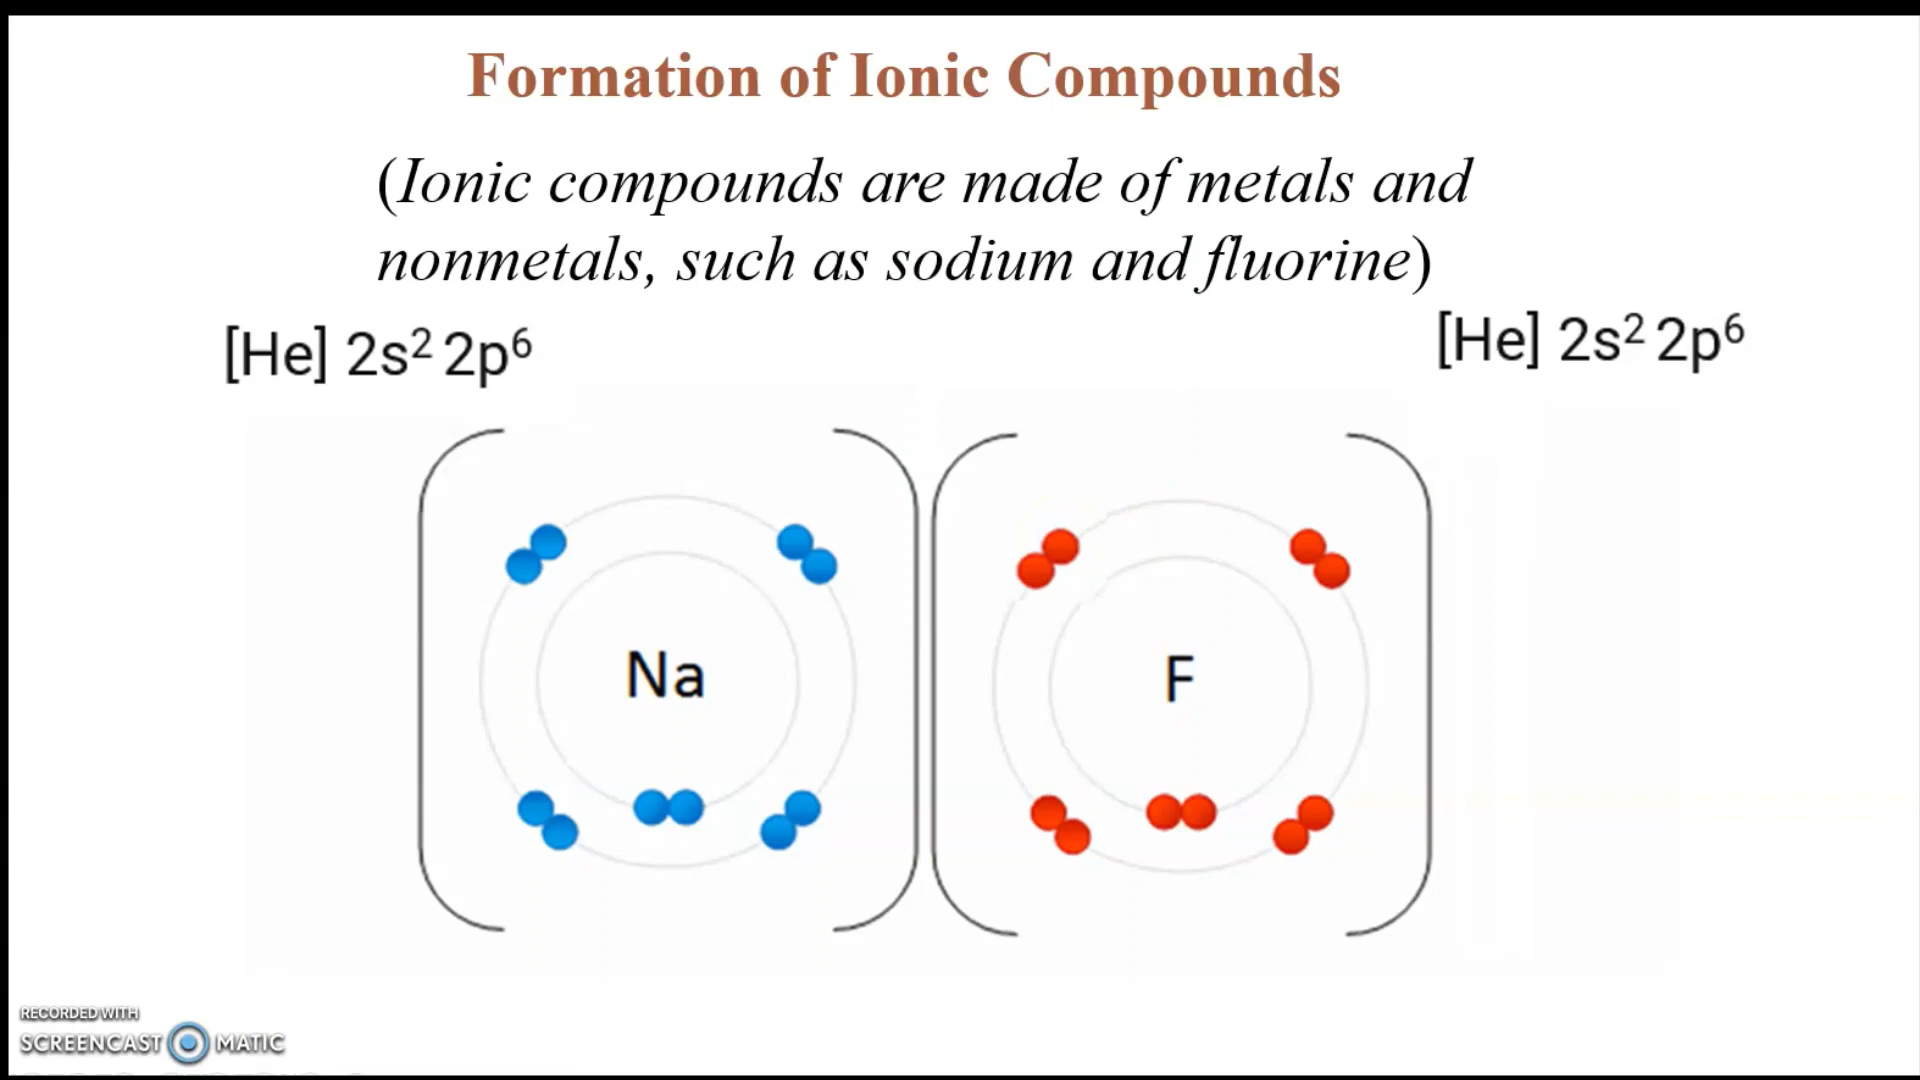 Formation of Ionic Compounds
(Ionic compounds are made of metals and
nonmetals, such as sodium and fluorine)
[He] 2s² 2p⁶
[He] 2s² 2p⁶
Na
F
RECORDED WITH
SCREENCAST MATIC